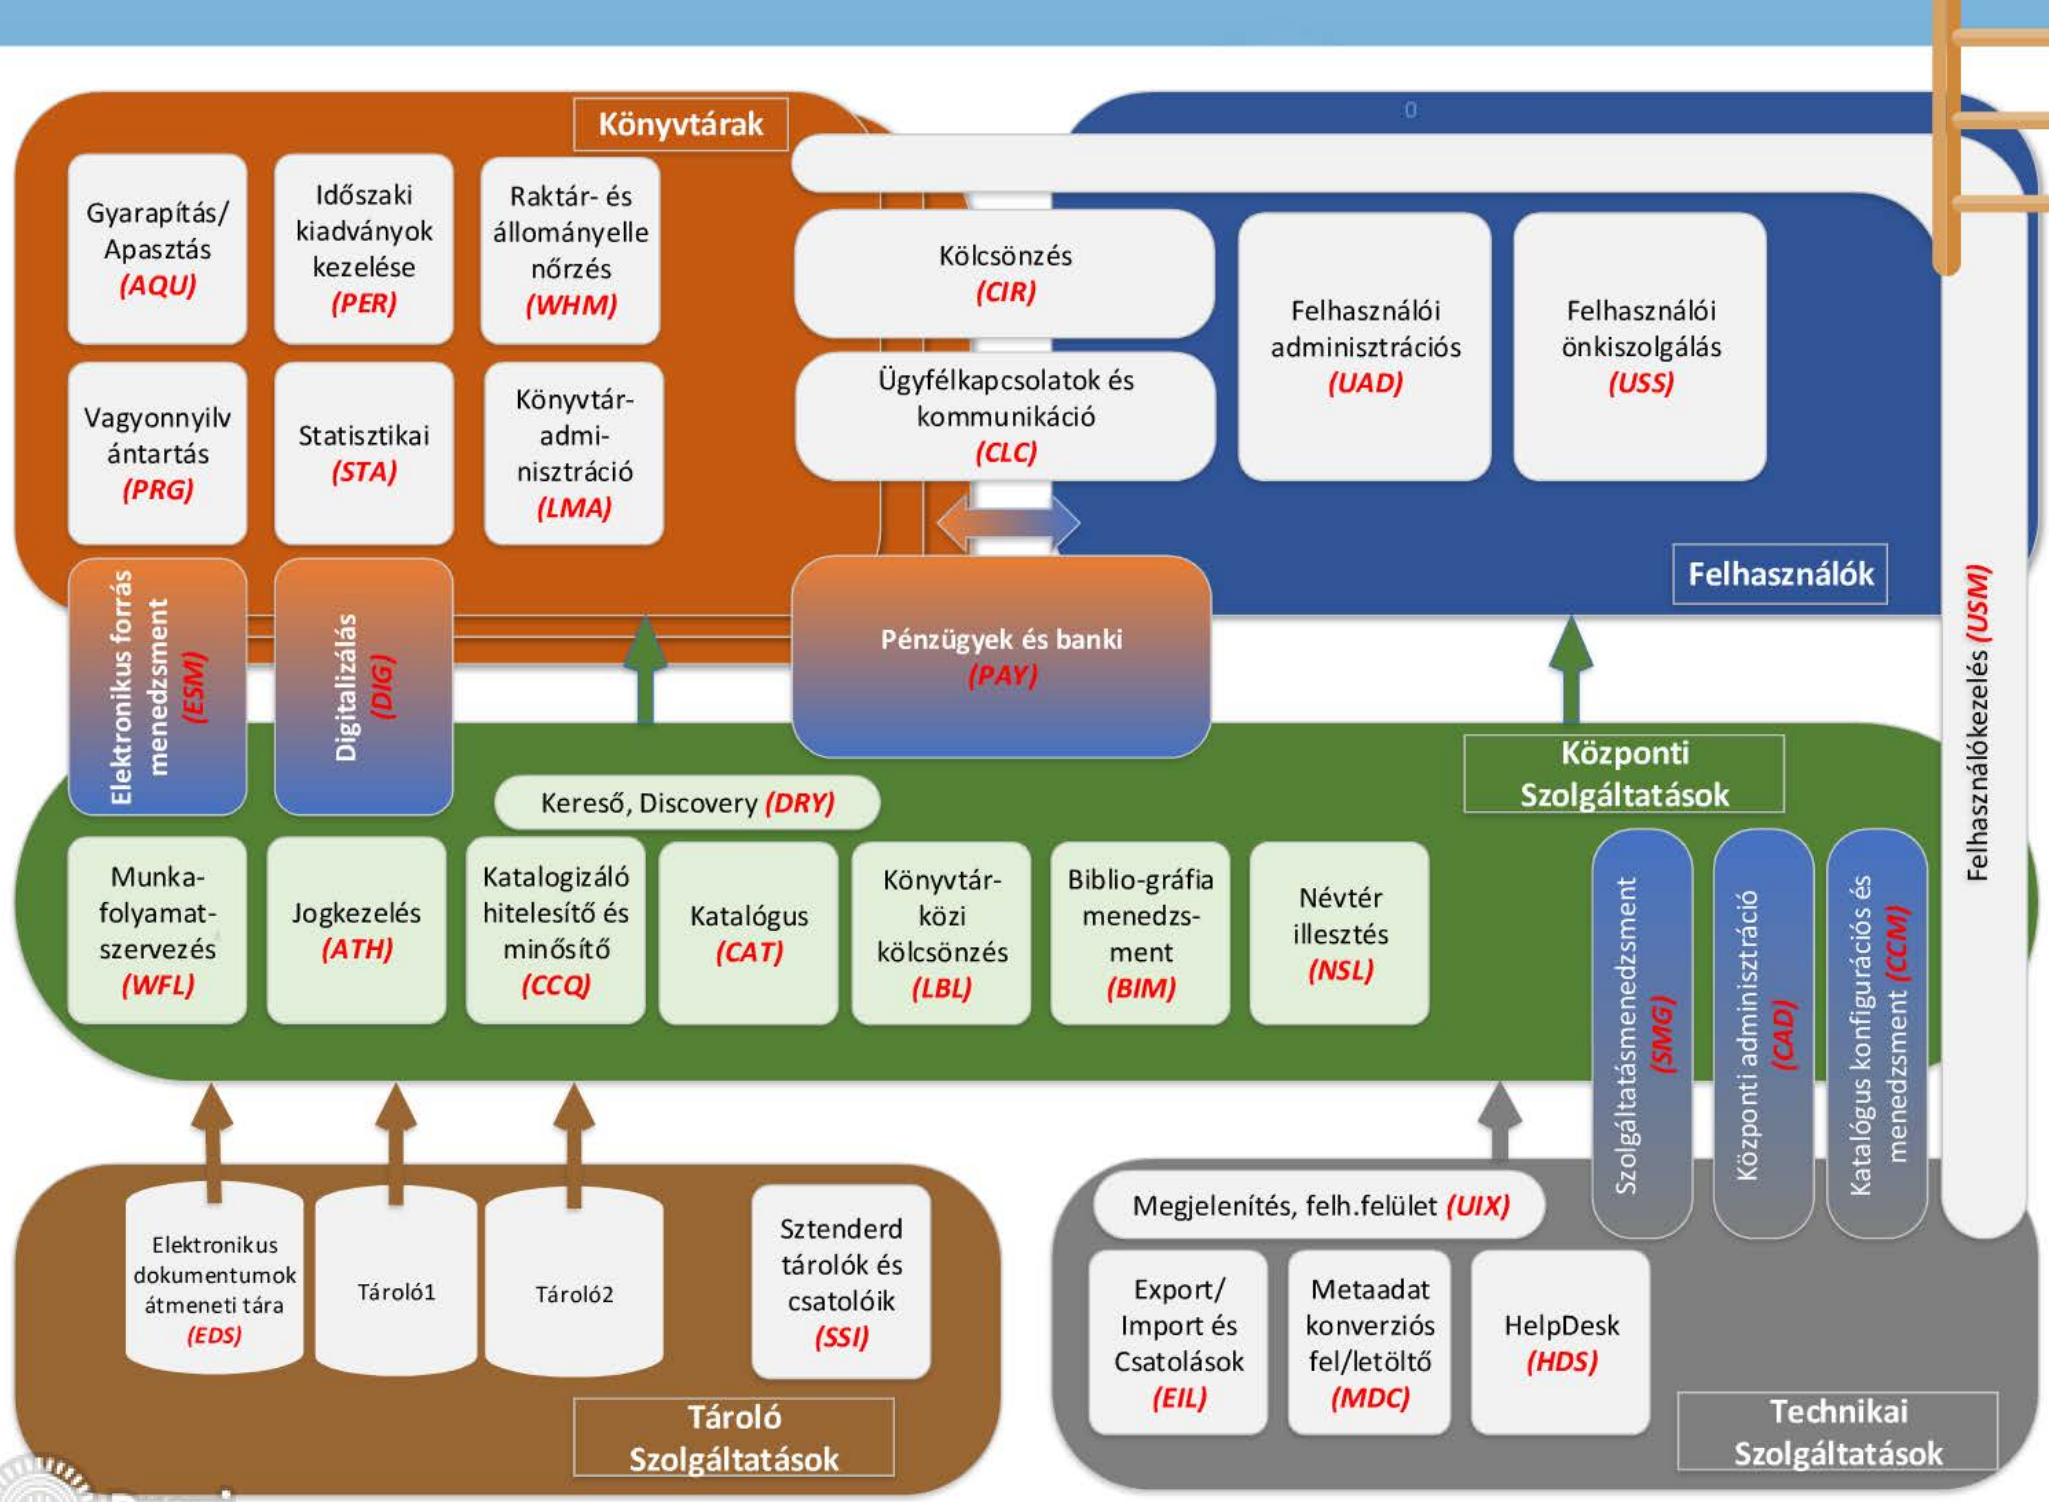 0
Könyvtárak
Gyarapítás/
Apasztás
(AQU)
Időszaki
kiadványok
kezelése
(PER)
Raktár- és
állományelle
nőrzés
(WHM)
Vagyonnyilv
ántartás
(PRG)
Statisztikai
(STA)
Könyvtár-
admi-
nisztráció
(LMA)
Kölcsönzés
(CIR)
Ügyfélkapcsolatok és
kommunikáció
(CLC)
Felhasználói
adminisztrációs
(UAD)
Felhasználói
önkiszolgálás
(USS)
Felhasználók
Elektronikus forrás
menedzsment
(ESM)
Digitalizálás
(DIG)
Pénzügyek és banki
(PAY)
Felhasználókezelés (USM)
Központi
Szolgáltatások
Kereső, Discovery (DRY)
Munka-
folyamat-
szervezés
(WFL)
Jogkezelés
(ATH)
Katalogizáló
hitelesítő és
minősítő
(CCQ)
Katalógus
(CAT)
Könyvtár-
közi
kölcsönzés
(LBL)
Biblio-gráfia
menedzs-
ment
(BIM)
Névtér
illesztés
(NSL)
Szolgáltatásmenedzsment
(SMG)
Központi adminisztráció
(CAD)
Katalógus konfigurációs és
menedzsment (CCM)
Elektronikus
dokumentumok
átmeneti tára
(EDS)
Tároló1
Tároló2
Sztenderd
tárolók és
csatolóik
(SSI)
Tároló
Szolgáltatások
Megjelenítés, felh.felület (UIX)
Export/
Import és
Csatolások
(EIL)
Metaadat
konverziós
fel/letöltő
(MDC)
HelpDesk
(HDS)
Technikai
Szolgáltatások